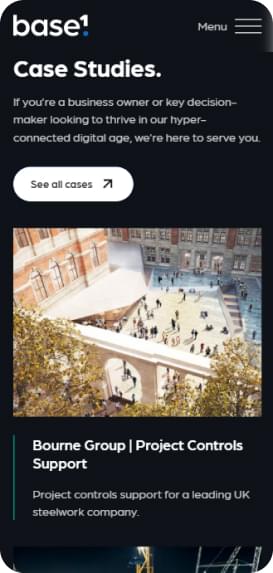 base1
Menu
Case Studies.
If you're a business owner or key decision-
maker looking to thrive in our hyper-
connected digital age, we're here to serve you.
See all cases
Bourne Group | Project Controls
Support
Project controls support for a leading UK
steelwork company.